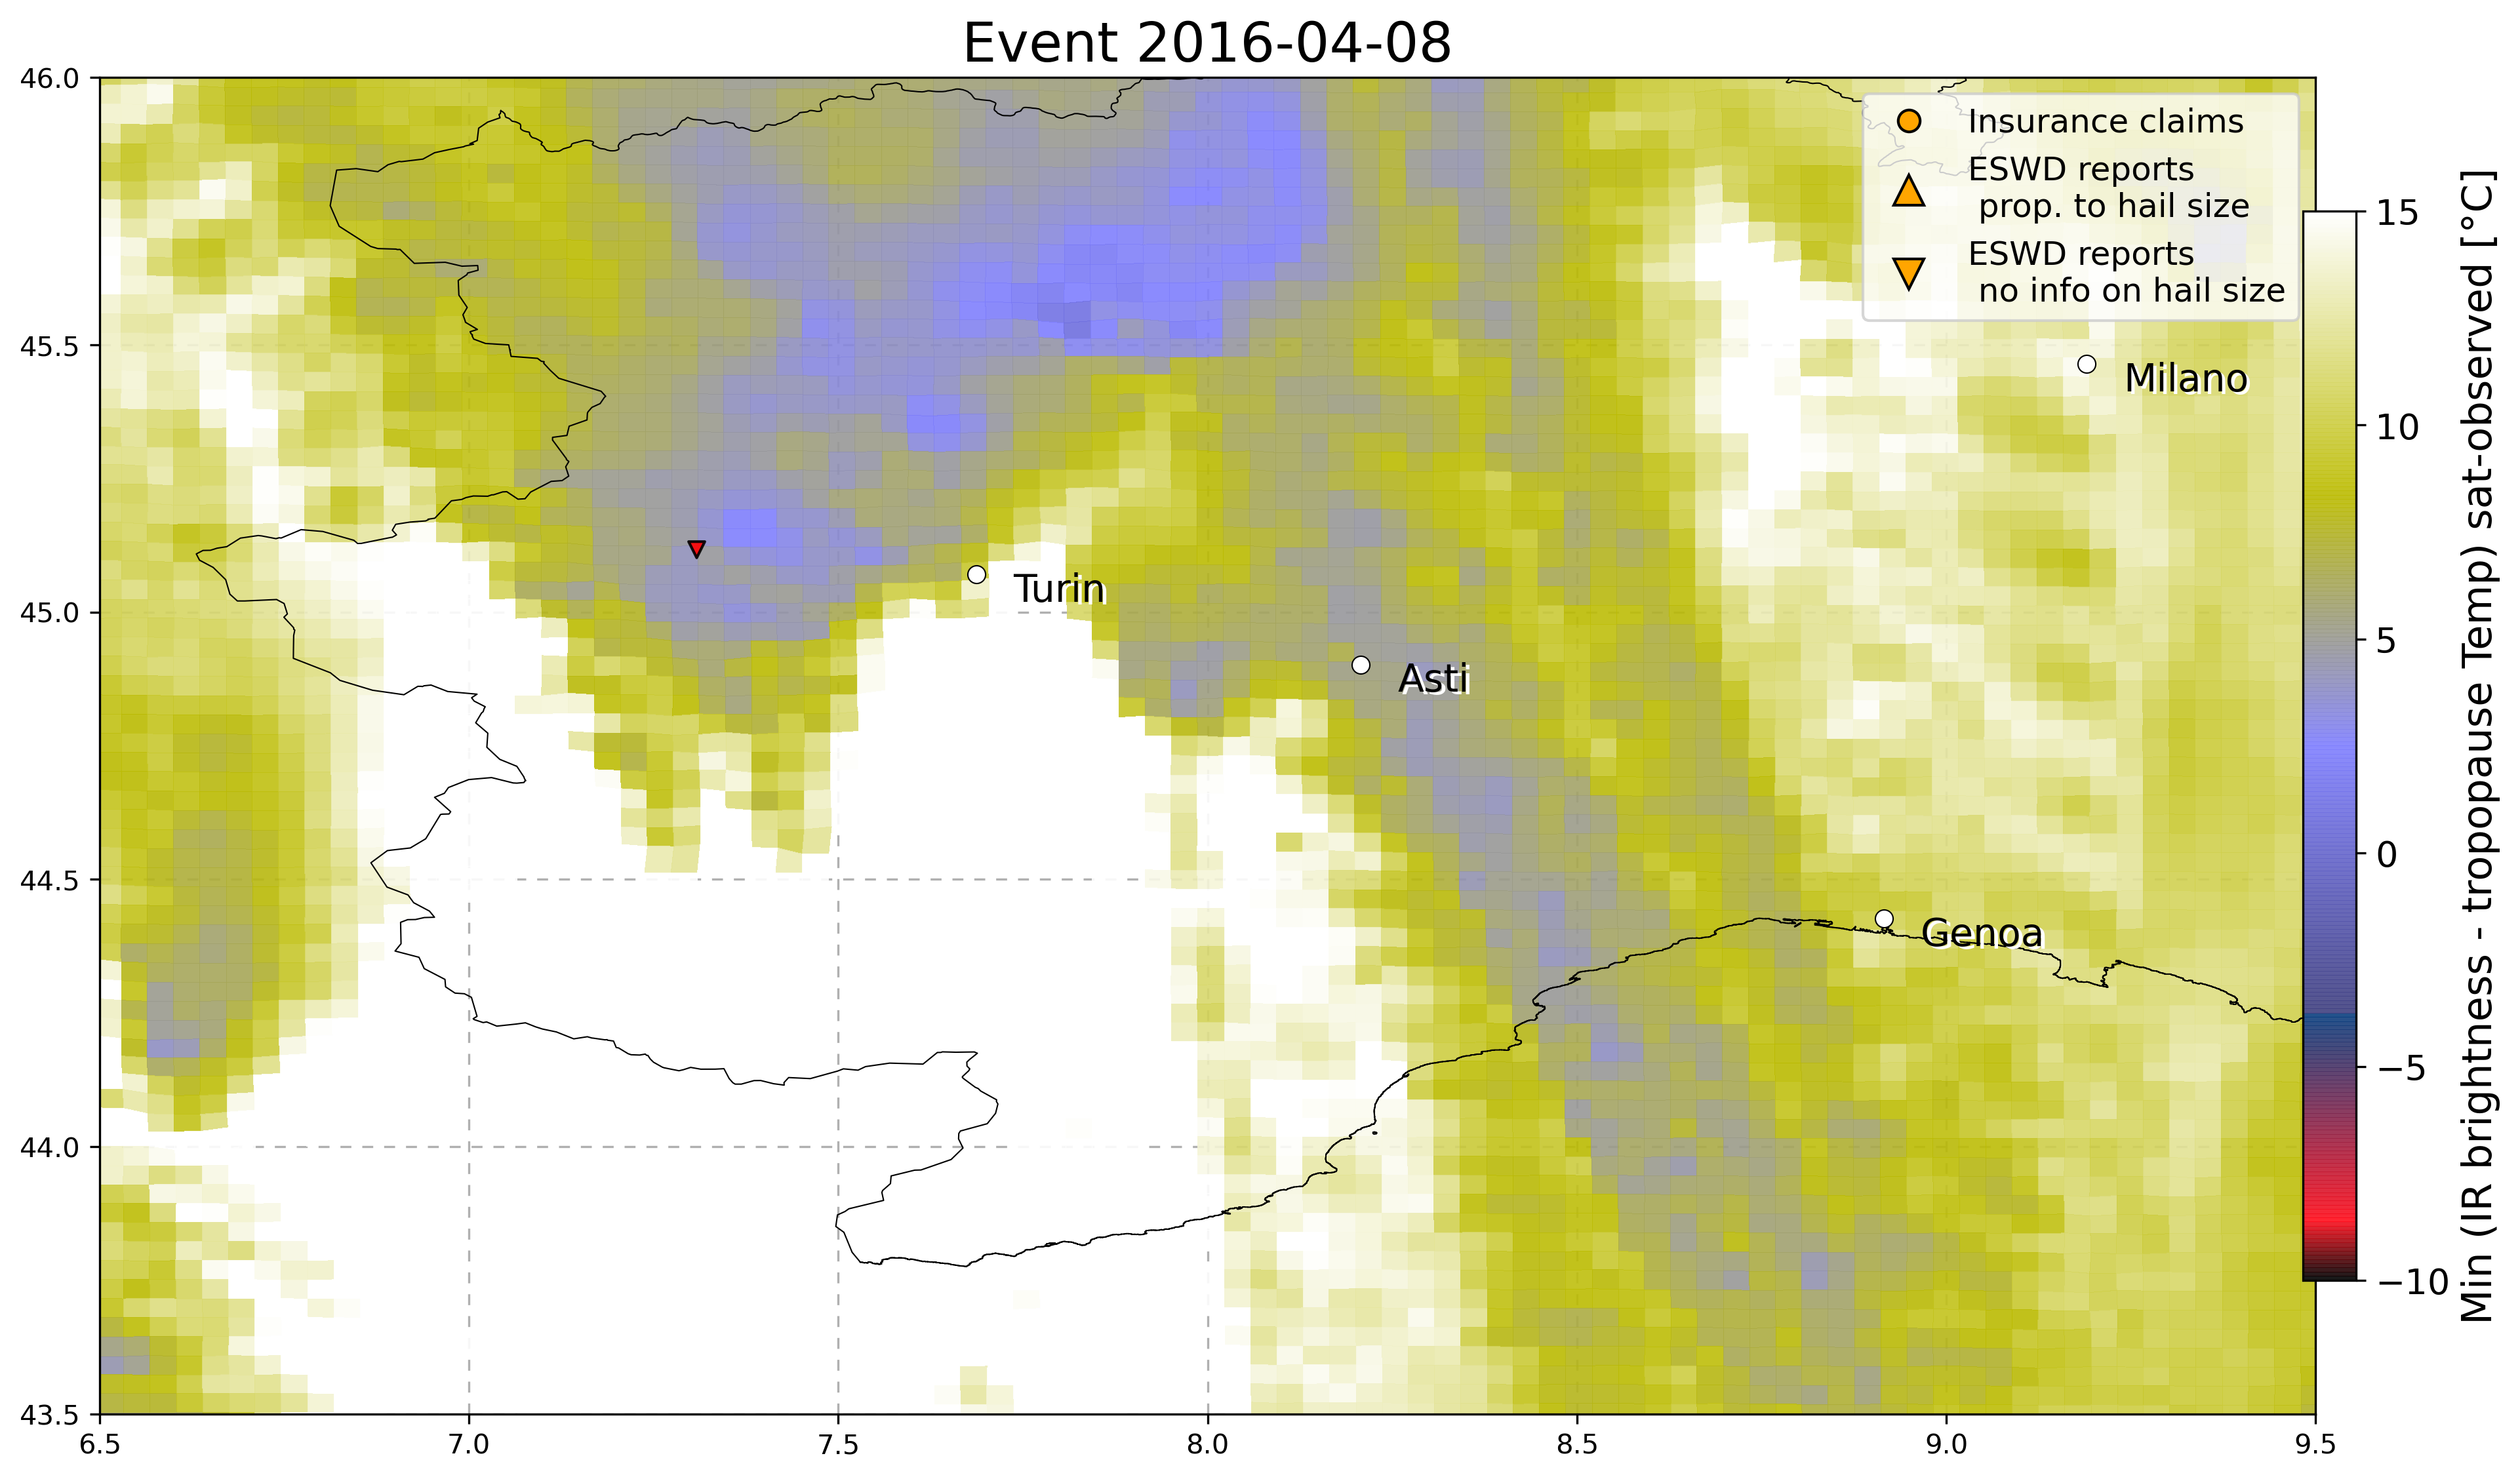 Event 2016-04-08
46.0
45.5
45.0
44.5
44.0
43.5
6.5
7.0
7.5
8.0
8.5
9.0
9.5
Insurance claims
ESWD reports
prop. to hail size
ESWD reports
no info on hail size
Milano
Turin
Asti
Genoa
15
10
5
0
−5
−10
Min (IR brightness - tropopause Temp) sat-observed [°C]